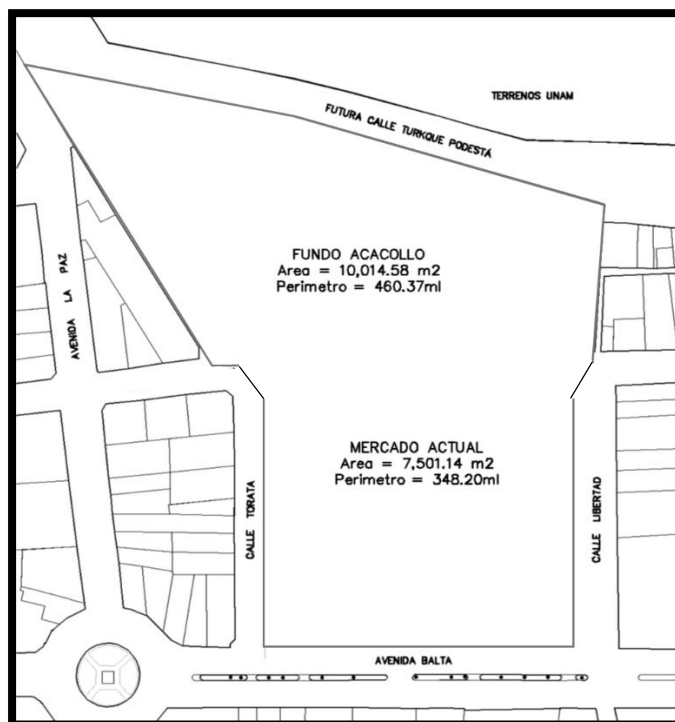 TERRENOS UNAM
FUTURA CALLE TURKQUE PODESTÁ
FUNDO ACACOLLO
Area = 10,014.58 m2
Perimetro = 460.37ml
AVENIDA LA PAZ
MERCADO ACTUAL
Area = 7,501.14 m2
Perimetro = 348.20ml
CALLE TORATA
CALLE LIBERTAD
AVENIDA BALTA